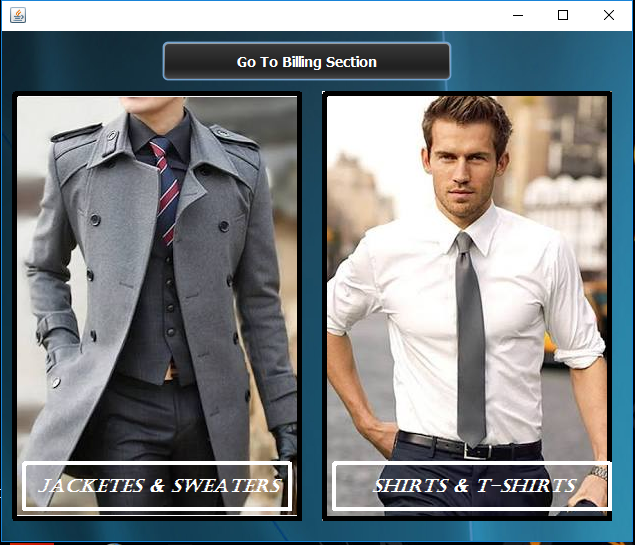 Go To Billing Section
JACKETES & SWEATERS
SHIRTS & T-SHIRTS